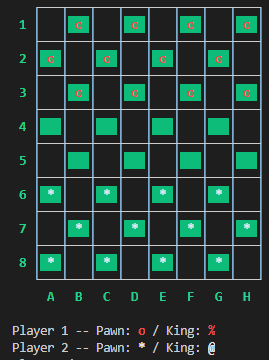 1 o o o o
2 o o o o
3 o o o o
4
5
6 * * * *
7 * * * *
8 * * * *
A B C D E F G H
Player 1 -- Pawn: o / King: %
Player 2 -- Pawn: * / King: @